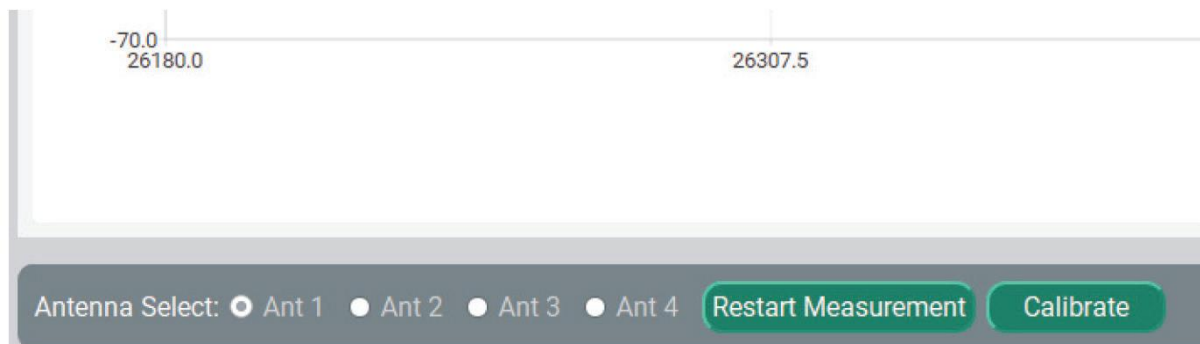 -70.0
26180.0 26307.5
Antenna Select: Ant 1 Ant 2 Ant 3 Ant 4 Restart Measurement Calibrate